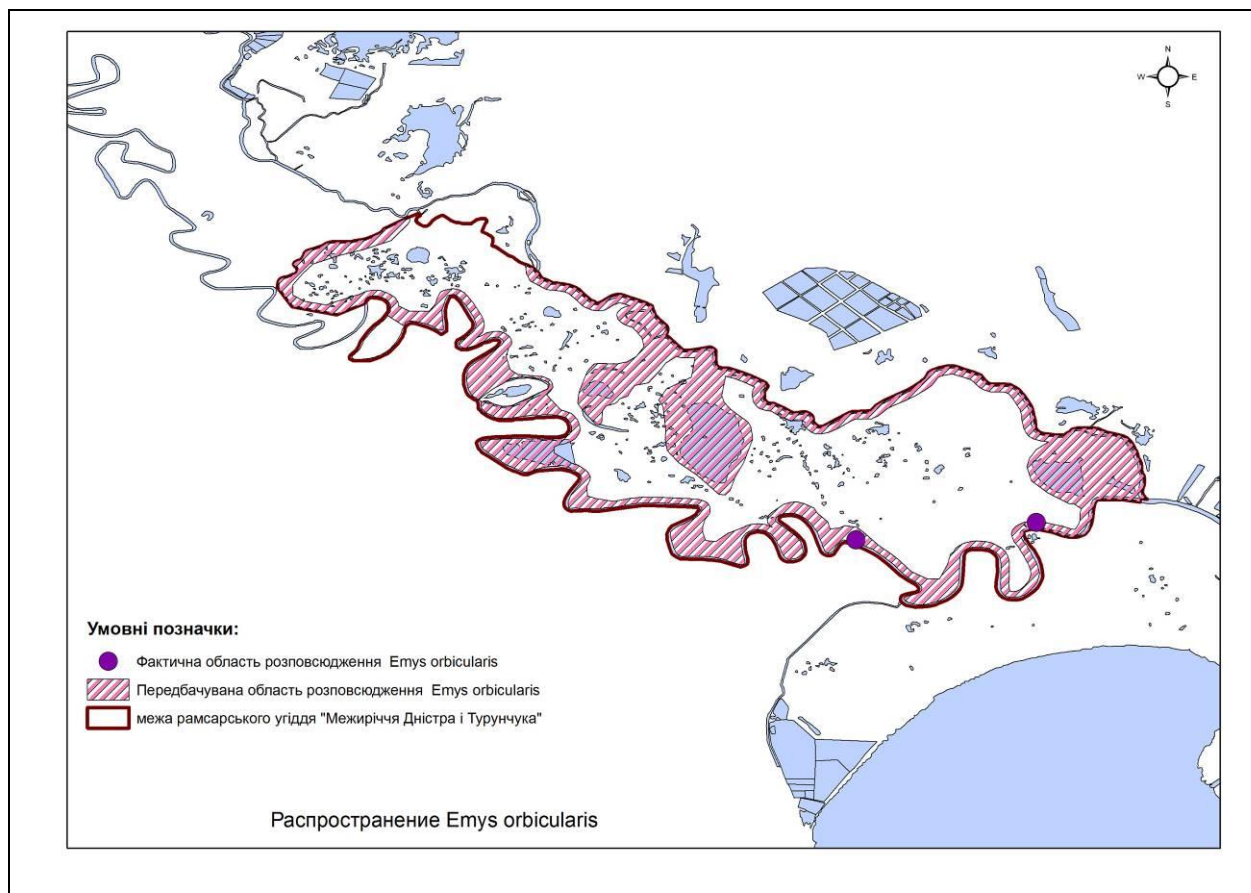 N
W E
S
Умовні позначки:
Фактична область розповсюдження Emys orbicularis
Передбачувана область розповсюдження Emys orbicularis
межа рамсарського угіддя "Межиріччя Дністра і Турунчука"
Распространение Emys orbicularis